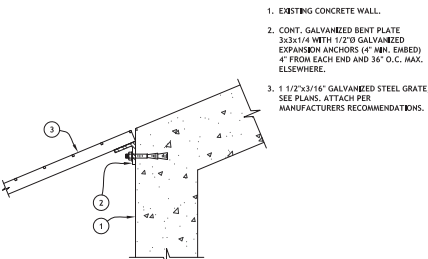 1. EXISTING CONCRETE WALL.
2. CONT. GALVANIZED BENT PLATE
3x3x1/4 WITH 1/2"Ø GALVANIZED
EXPANSION ANCHORS (4" MIN. EMBED)
4" FROM EACH END AND 36" O.C. MAX.
ELSEWHERE.
3. 1 1/2"x3/16" GALVANIZED STEEL GRATE
SEE PLANS. ATTACH PER
MANUFACTURERS RECOMMENDATIONS.
3
2
1